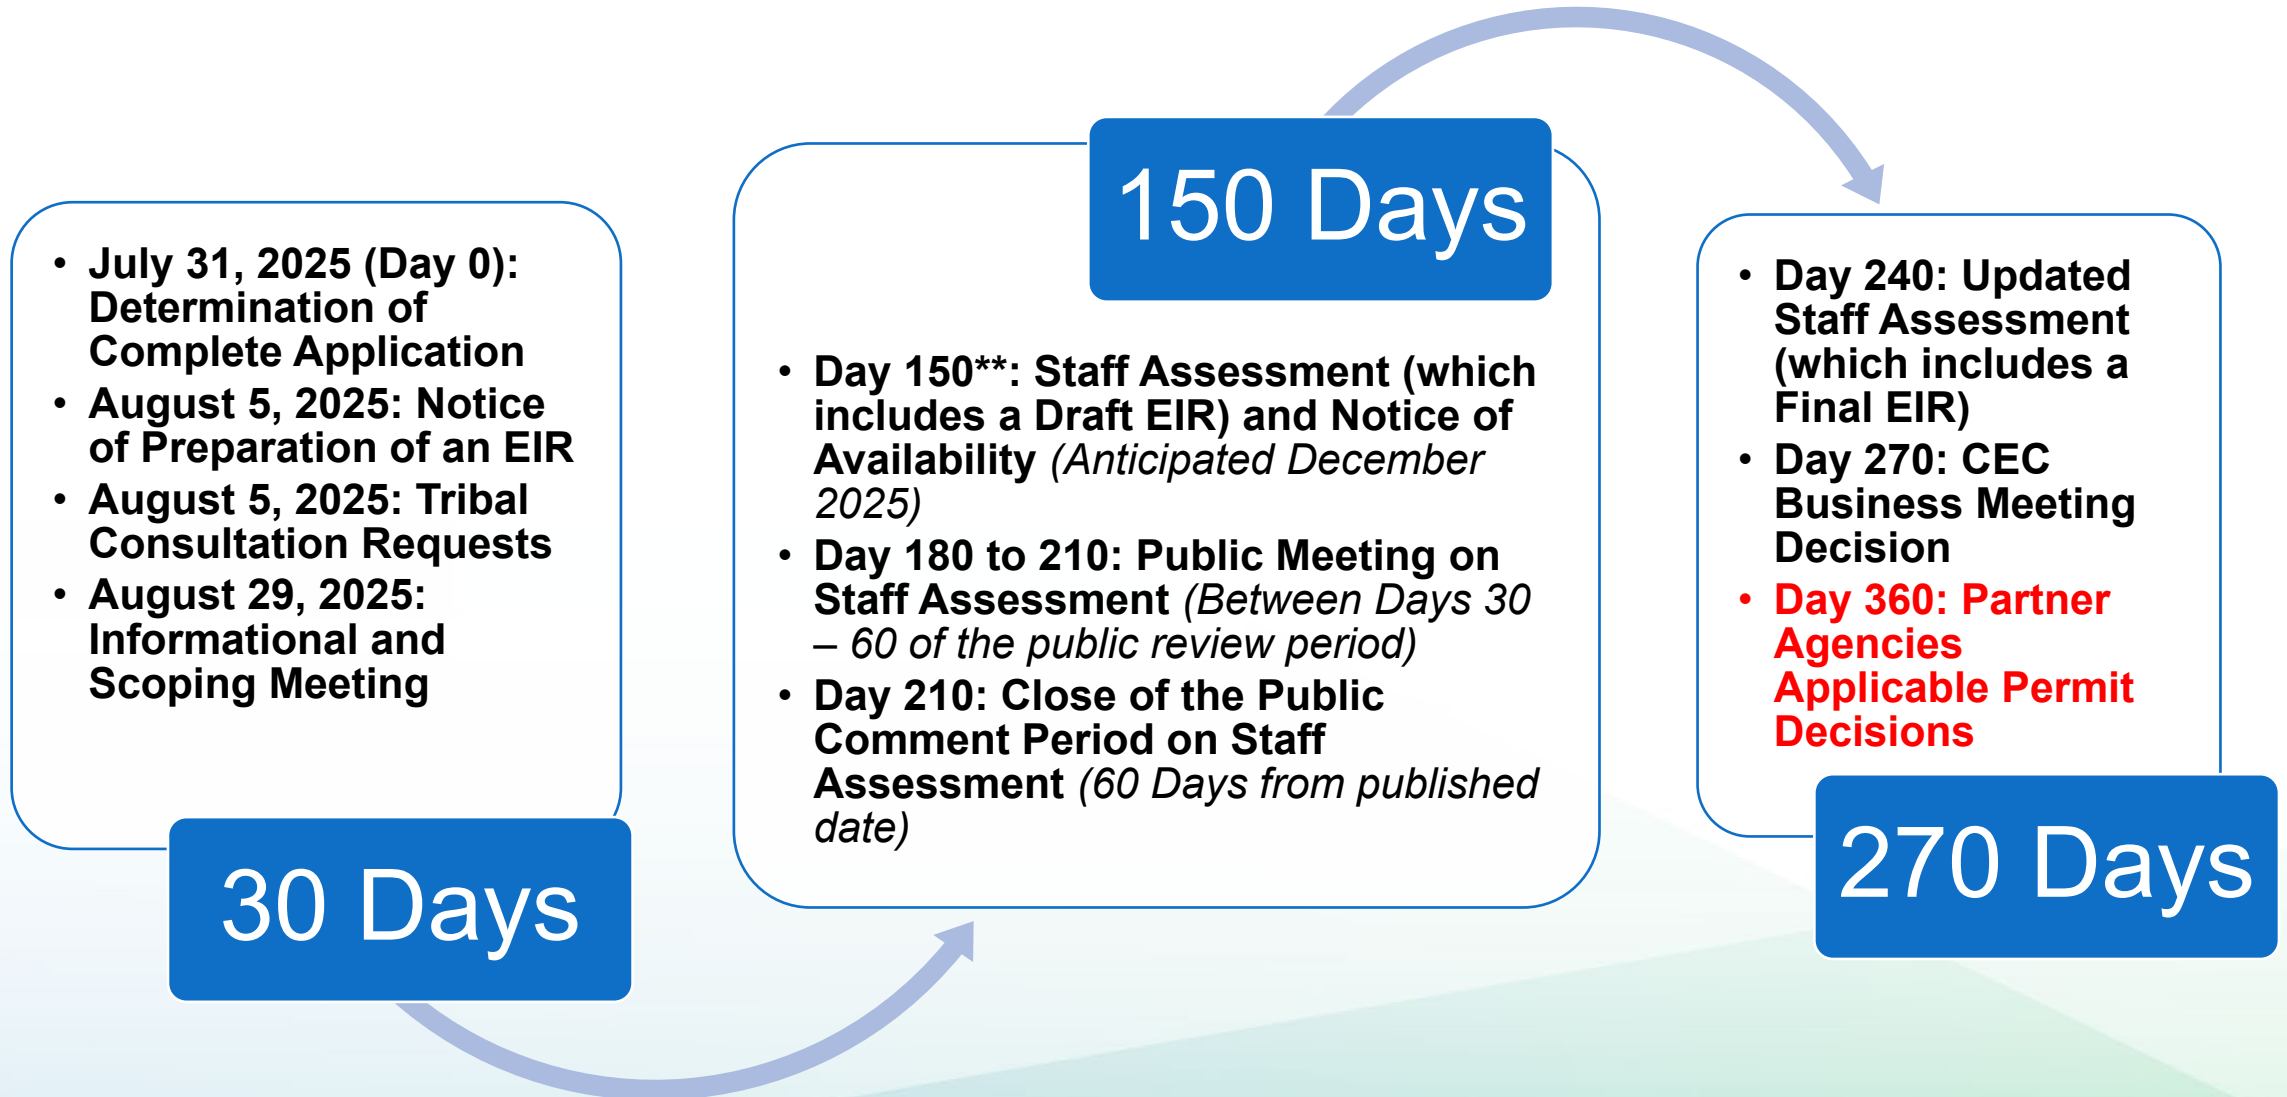 • July 31, 2025 (Day 0):
Determination of
Complete Application
• August 5, 2025: Notice
of Preparation of an EIR
• August 5, 2025: Tribal
Consultation Requests
• August 29, 2025:
Informational and
Scoping Meeting
30 Days
150 Days
• Day 150**: Staff Assessment (which
includes a Draft EIR) and Notice of
Availability (Anticipated December
2025)
• Day 180 to 210: Public Meeting on
Staff Assessment (Between Days 30
– 60 of the public review period)
• Day 210: Close of the Public
Comment Period on Staff
Assessment (60 Days from published
date)
• Day 240: Updated
Staff Assessment
(which includes a
Final EIR)
• Day 270: CEC
Business Meeting
Decision
• Day 360: Partner
Agencies
Applicable Permit
Decisions
270 Days